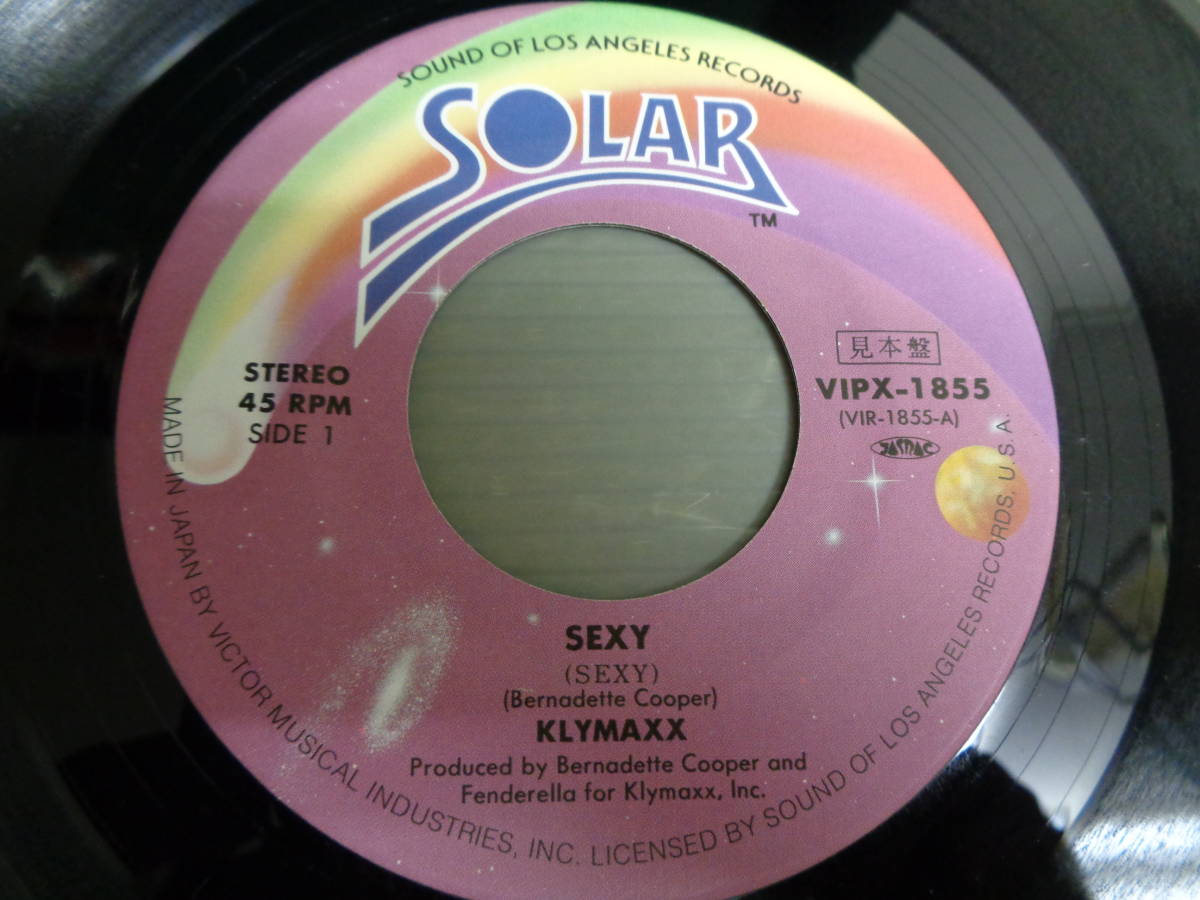 SOUND OF LOS ANGELES RECORDS
SOLAR
TM
STEREO
45 RPM
SIDE 1
見本盤
VIPX-1855
(VIR-1855-A)
JASRAC
SEXY
(SEXY)
(Bernadette Cooper)
KLYMAXX
Produced by Bernadette Cooper and
Fenderella for Klymaxx, Inc.
MADE IN JAPAN BY VICTOR MUSICAL INDUSTRIES, INC. LICENSED BY SOUND OF LOS ANGELES RECORDS, U.S.A.